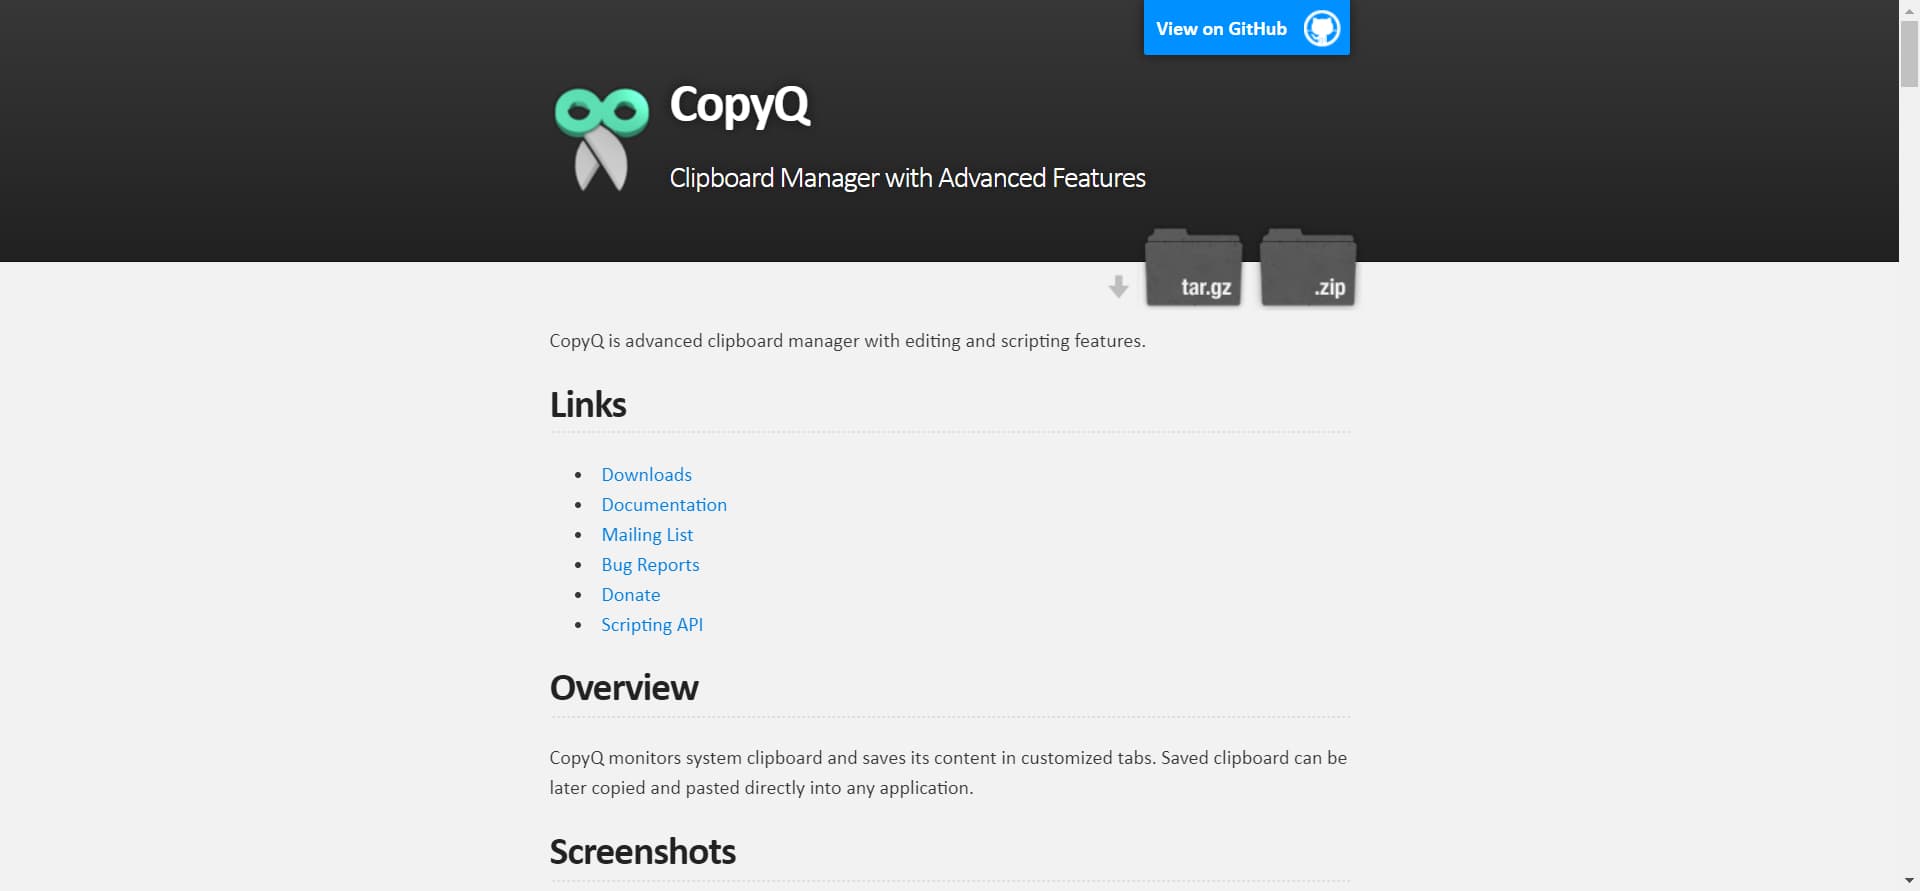 View on GitHub
CopyQ
Clipboard Manager with Advanced Features
tar.gz
.zip
CopyQ is advanced clipboard manager with editing and scripting features.
Links
Downloads
Documentation
Mailing List
Bug Reports
Donate
Scripting API
Overview
CopyQ monitors system clipboard and saves its content in customized tabs. Saved clipboard can be
later copied and pasted directly into any application.
Screenshots